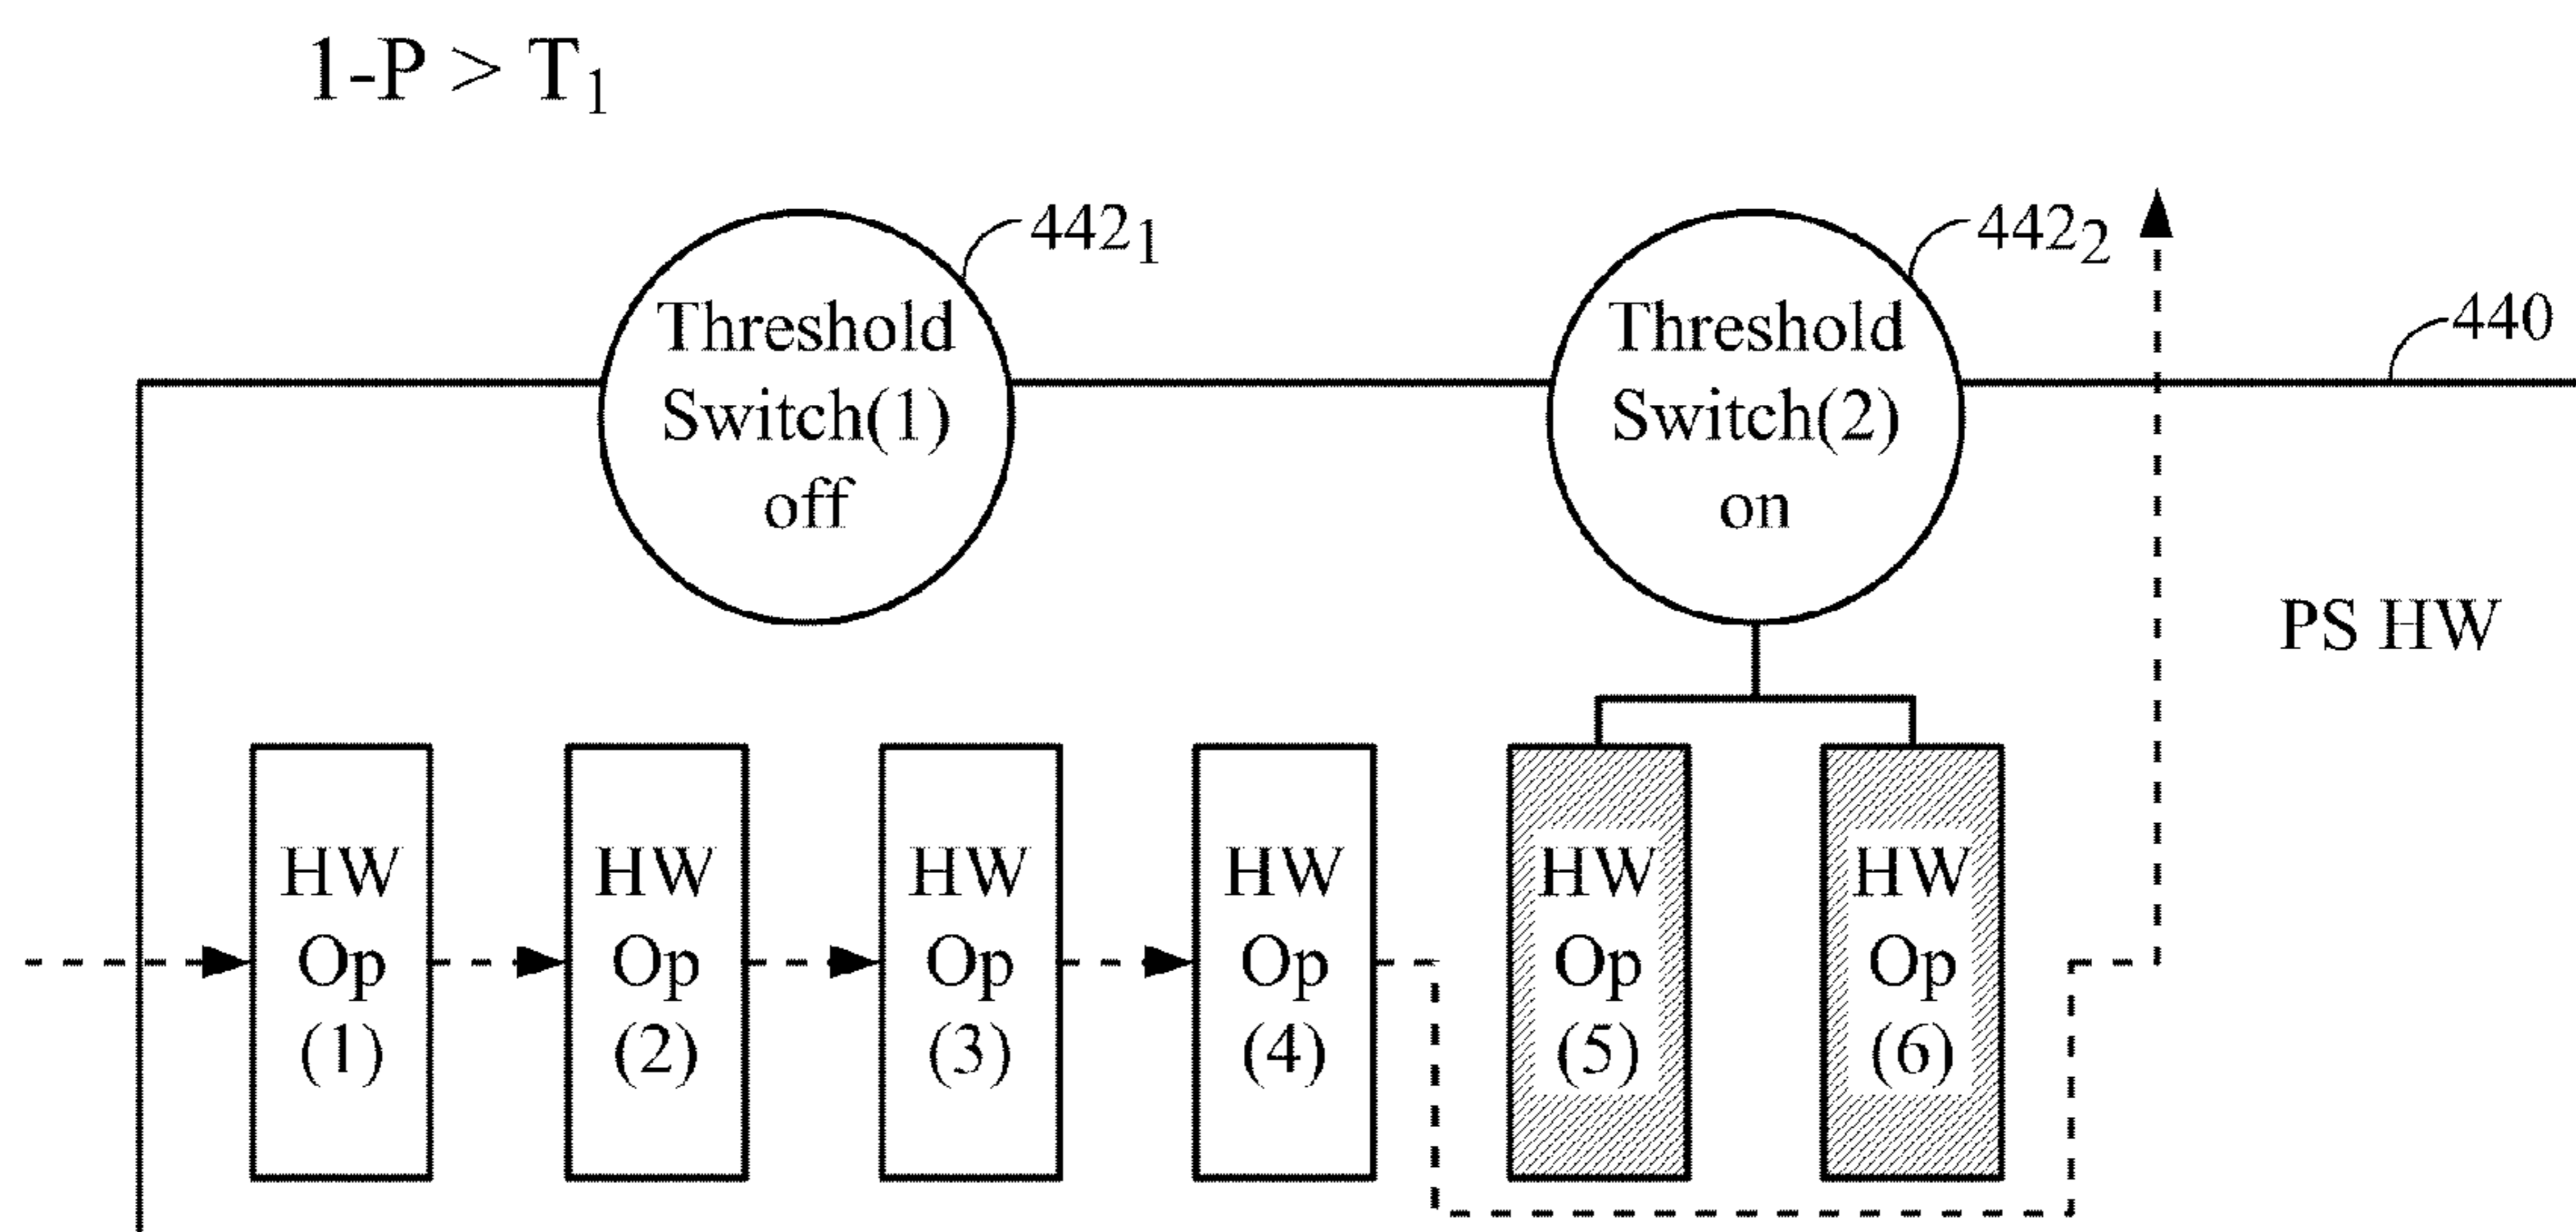 1-P > T₁
442₁
442₂
440
Threshold
Switch(1)
off
Threshold
Switch(2)
on
PS HW
HW
Op
(1)
HW
Op
(2)
HW
Op
(3)
HW
Op
(4)
HW
Op
(5)
HW
Op
(6)